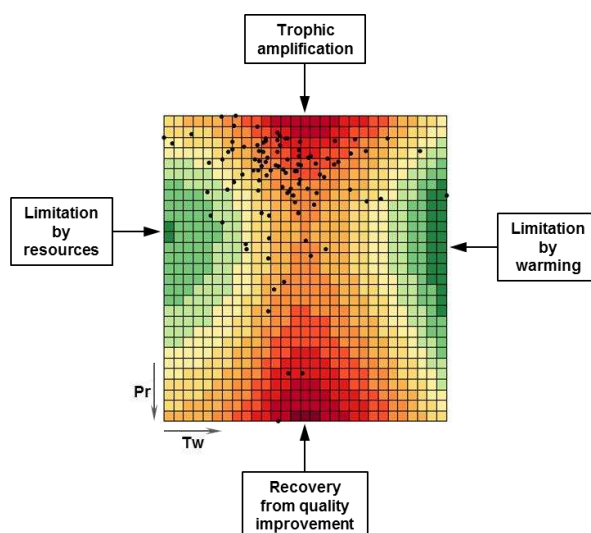 Trophic
amplification
Limitation
by
resources
Limitation
by
warming
Pr
Tw
Recovery
from quality
improvement